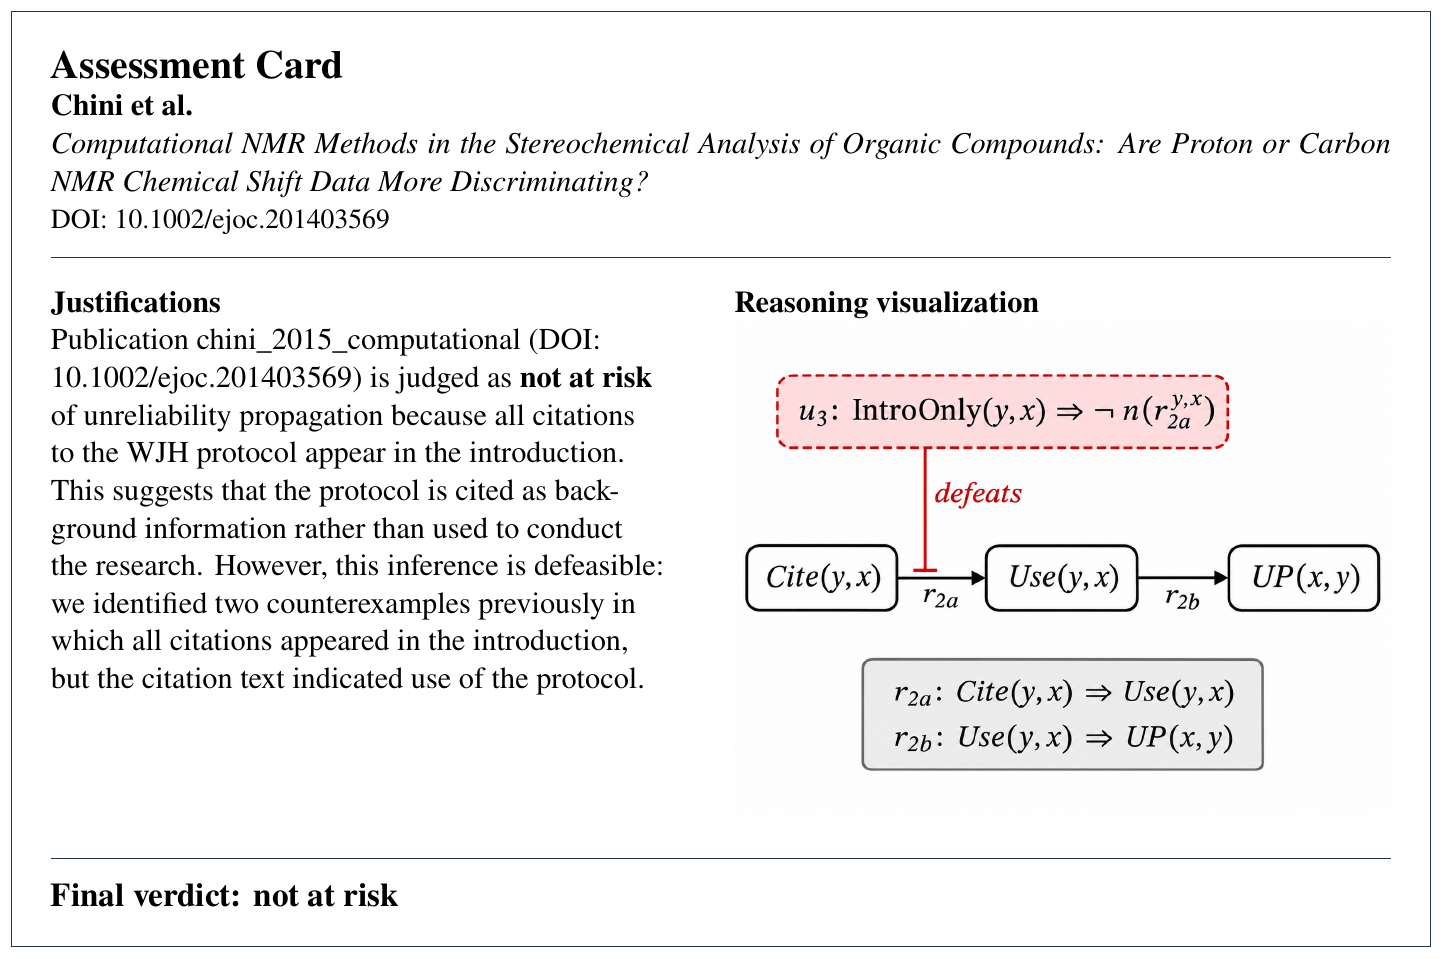 Assessment Card
Chini et al.
Computational NMR Methods in the Stereochemical Analysis of Organic Compounds: Are Proton or Carbon
NMR Chemical Shift Data More Discriminating?
DOI: 10.1002/ejoc.201403569
Justifications
Publication chini_2015_computational (DOI:
10.1002/ejoc.201403569) is judged as not at risk
of unreliability propagation because all citations
to the WJH protocol appear in the introduction.
This suggests that the protocol is cited as back-
ground information rather than used to conduct
the research. However, this inference is defeasible:
we identified two counterexamples previously in
which all citations appeared in the introduction,
but the citation text indicated use of the protocol.
Reasoning visualization
u₃: IntroOnly(y, x) ⇒ ¬ n(r₂ₐ^{y,x})
defeats
Cite(y, x)
r₂ₐ
Use(y, x)
r_{2b}
UP(x, y)
r₂ₐ: Cite(y, x) ⇒ Use(y, x)
r_{2b}: Use(y, x) ⇒ UP(x, y)
Final verdict: not at risk